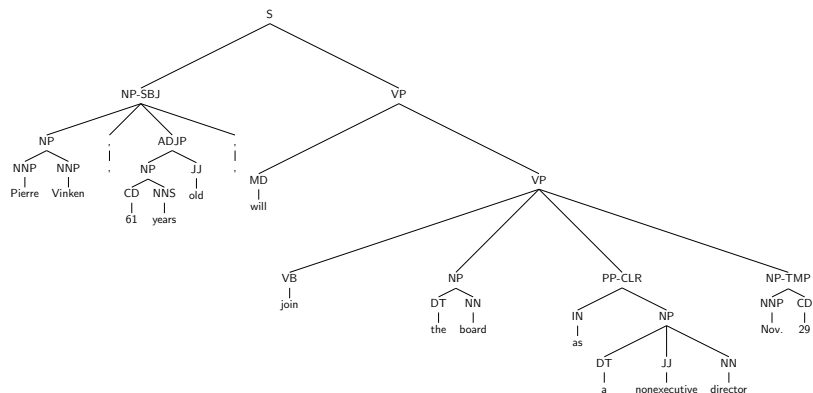 S
NP-SBJ VP
NP , ADJP ,
NNP NNP , NP JJ , MD VP
Pierre Vinken CD NNS old will
61 years
VB NP PP-CLR NP-TMP
join DT NN IN NP NNP CD
the board as Nov. 29
DT JJ NN
a nonexecutive director